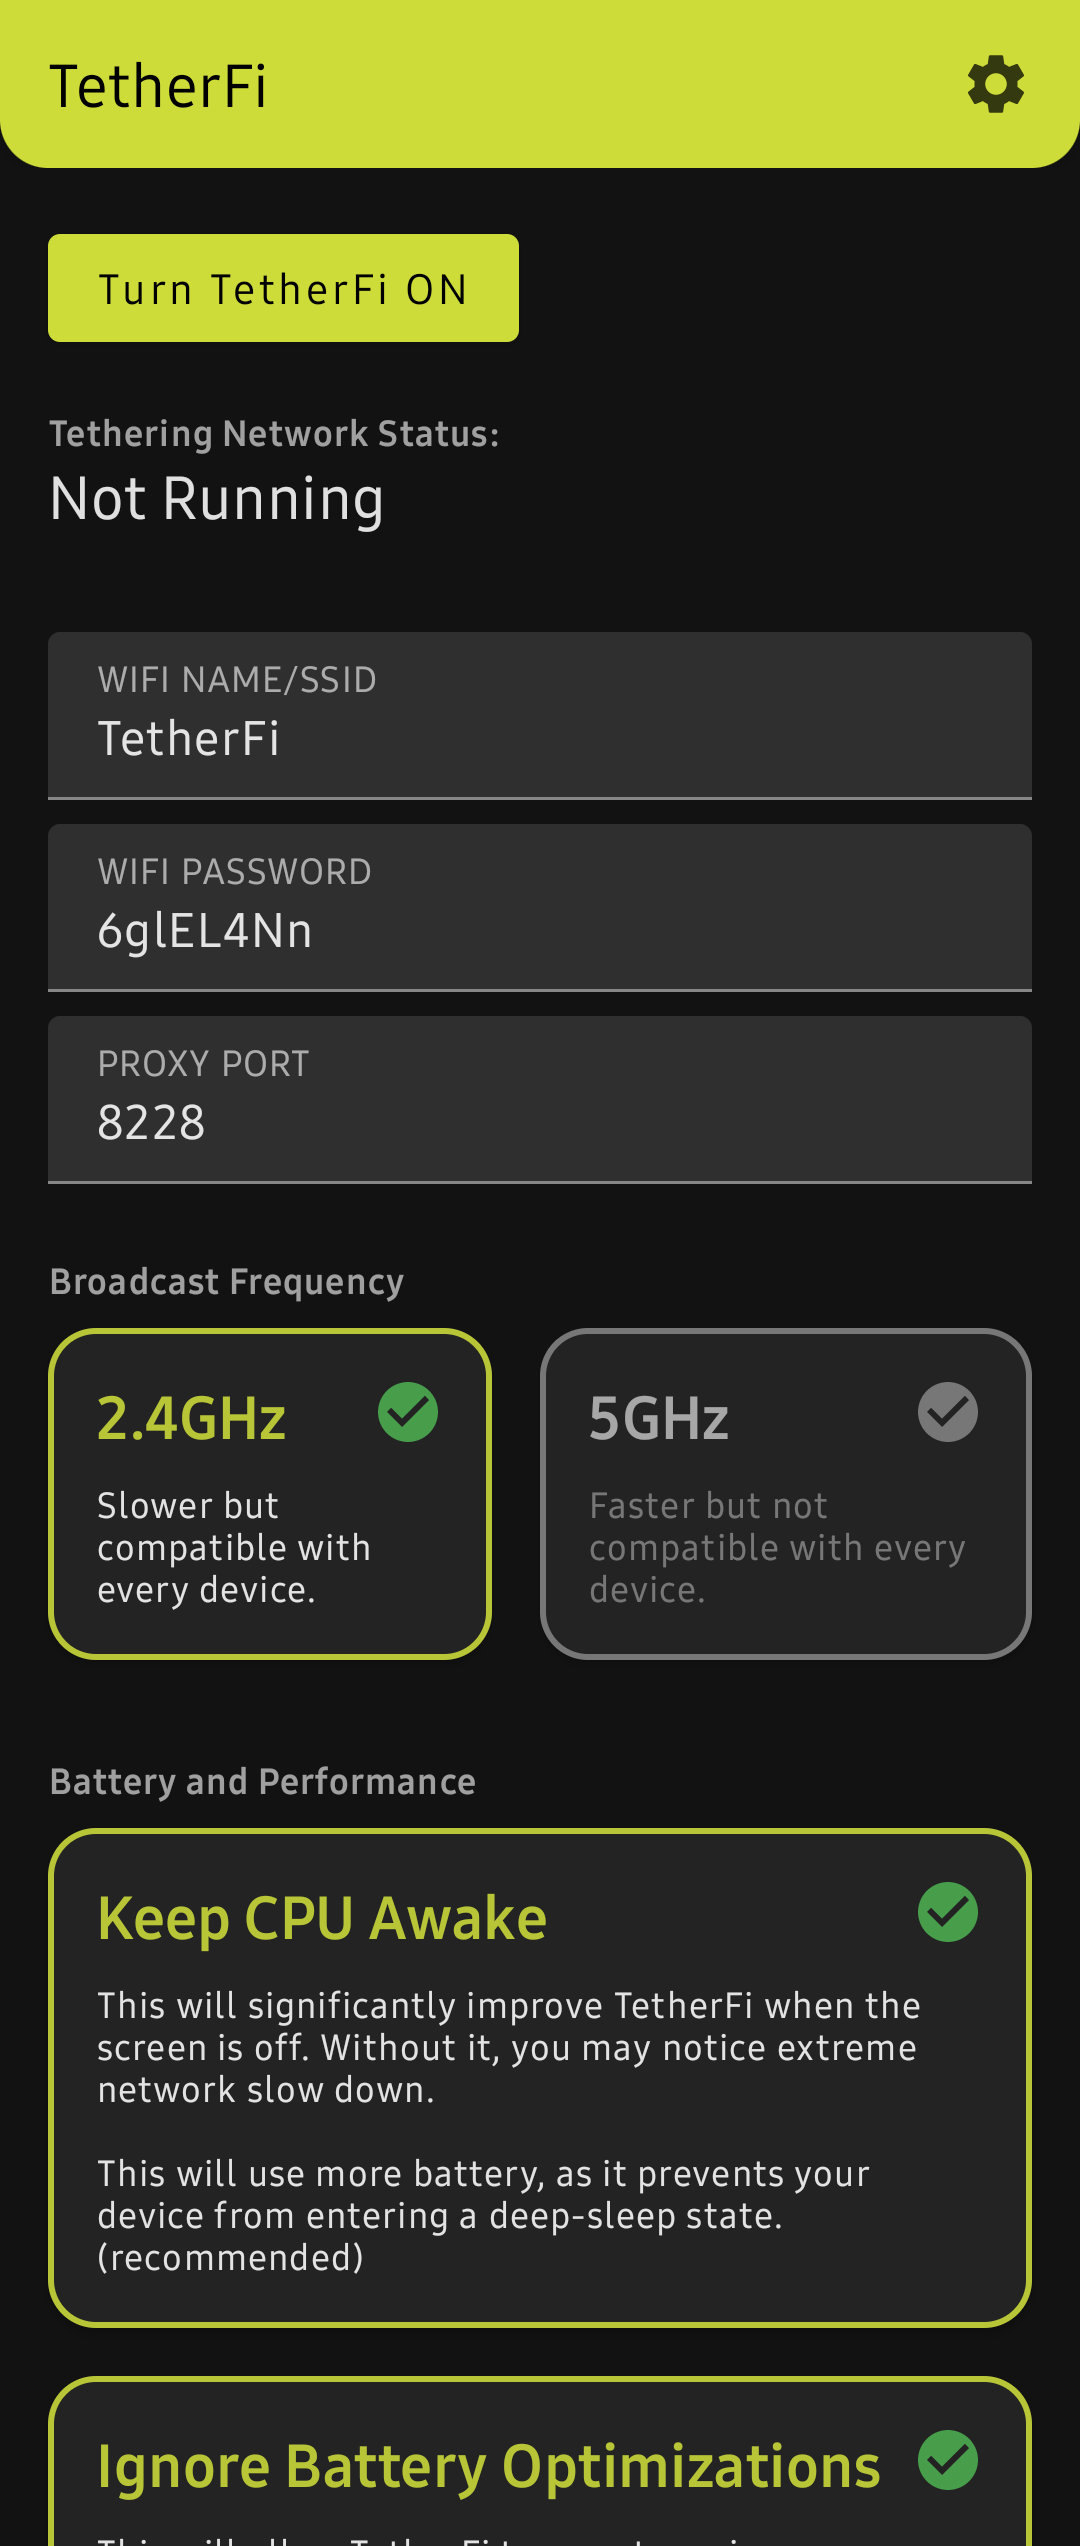 TetherFi
Turn TetherFi ON
Tethering Network Status:
Not Running
WIFI NAME/SSID
TetherFi
WIFI PASSWORD
6glEL4Nn
PROXY PORT
8228
Broadcast Frequency
2.4GHz
Slower but
compatible with
every device.
5GHz
Faster but not
compatible with every
device.
Battery and Performance
Keep CPU Awake
This will significantly improve TetherFi when the
screen is off. Without it, you may notice extreme
network slow down.
This will use more battery, as it prevents your
device from entering a deep-sleep state.
(recommended)
Ignore Battery Optimizations